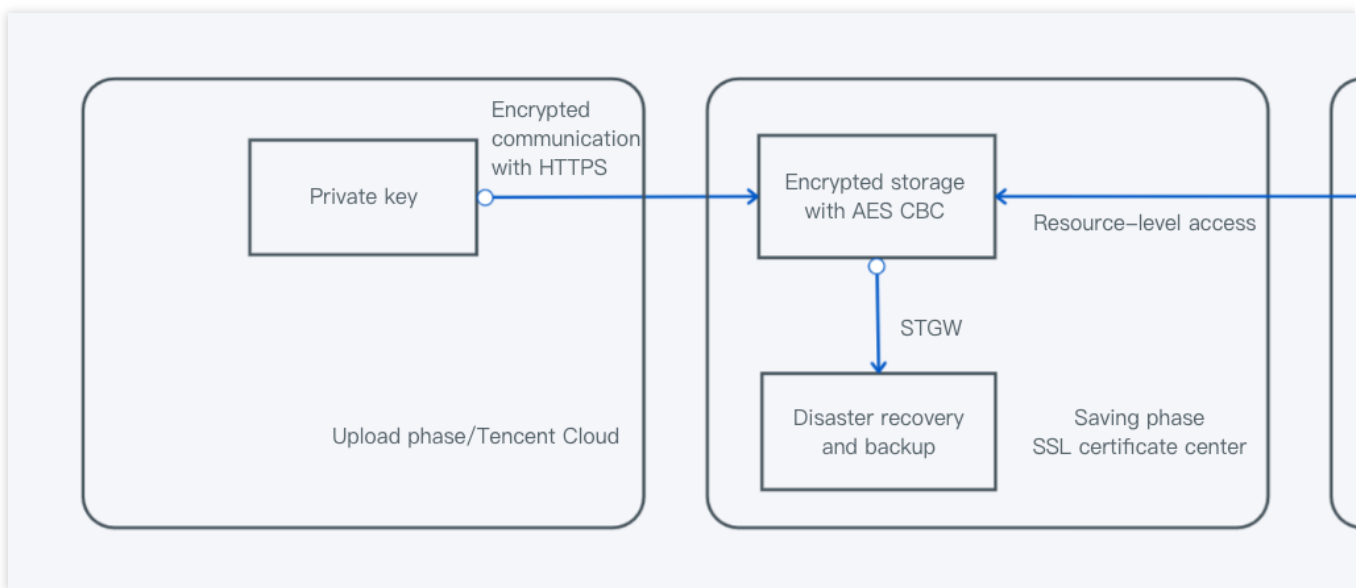 Encrypted
communication
with HTTPS
Private key
Upload phase/Tencent Cloud
Encrypted storage
with AES CBC
Resource-level access
STGW
Disaster recovery
and backup
Saving phase
SSL certificate center